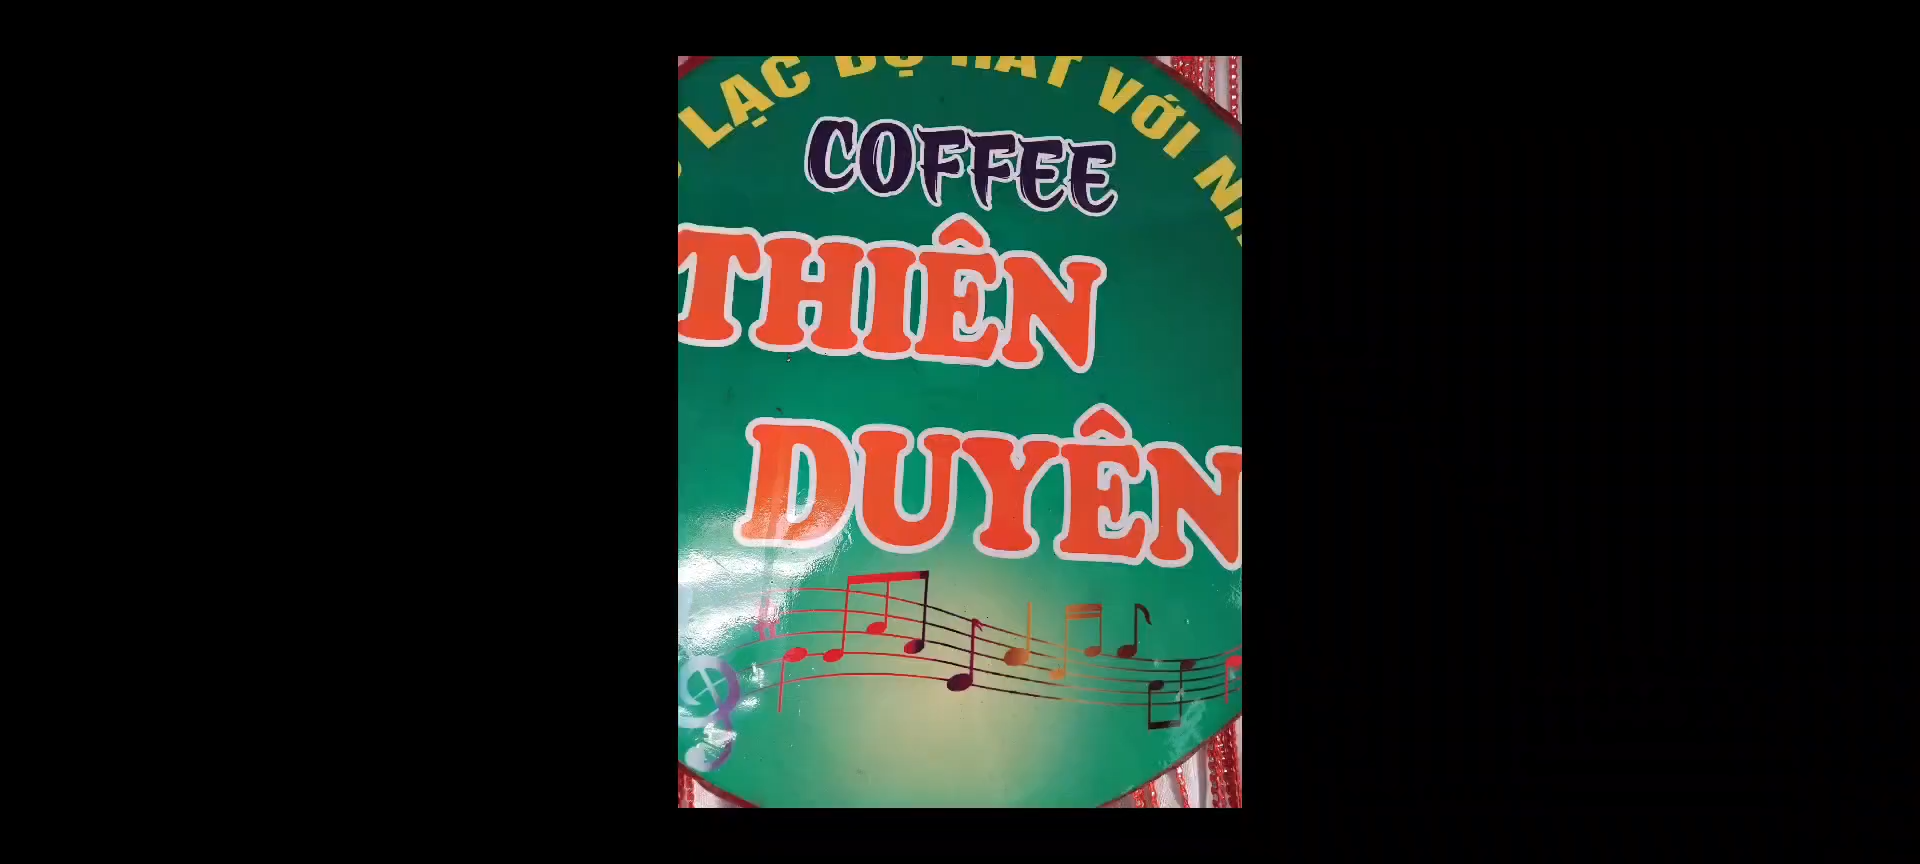 LẠC BỘ HÁT VỚI
COFFEE
THIÊN
DUYÊN